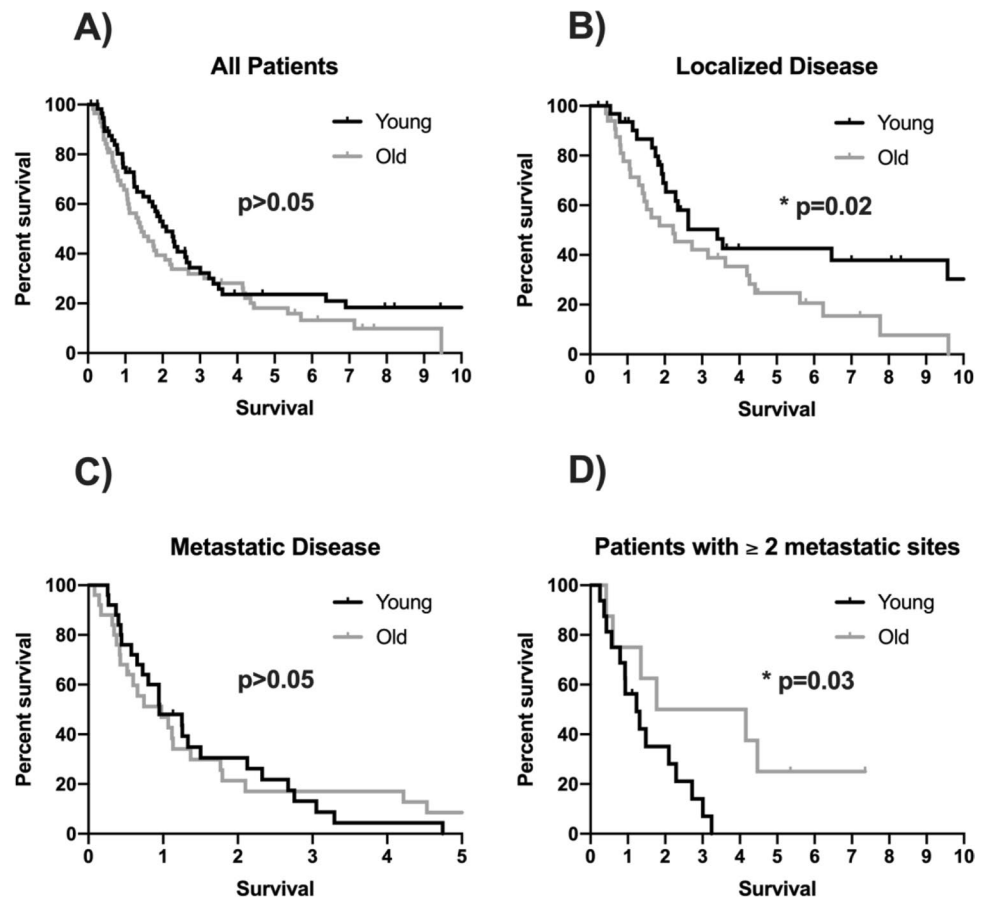 A)
All Patients
Percent survival
100
80
60
40
20
0
Young
Old
p>0.05
0 1 2 3 4 5 6 7 8 9 10
Survival
B)
Localized Disease
Percent survival
100
80
60
40
20
0
Young
Old
* p=0.02
0 1 2 3 4 5 6 7 8 9 10
Survival
C)
Metastatic Disease
Percent survival
100
80
60
40
20
0
Young
Old
p>0.05
0 1 2 3 4 5
Survival
D)
Patients with ≥ 2 metastatic sites
Percent survival
100
80
60
40
20
0
Young
Old
* p=0.03
0 1 2 3 4 5 6 7 8 9 10
Survival